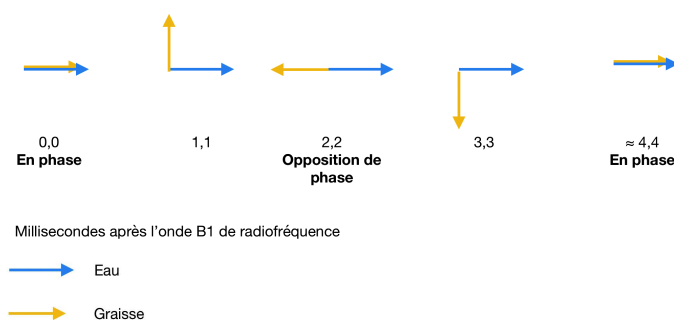 0,0
En phase
1,1
2,2
Opposition de
phase
3,3
≈ 4,4
En phase
Millisecondes après l’onde B1 de radiofréquence
Eau
Graisse